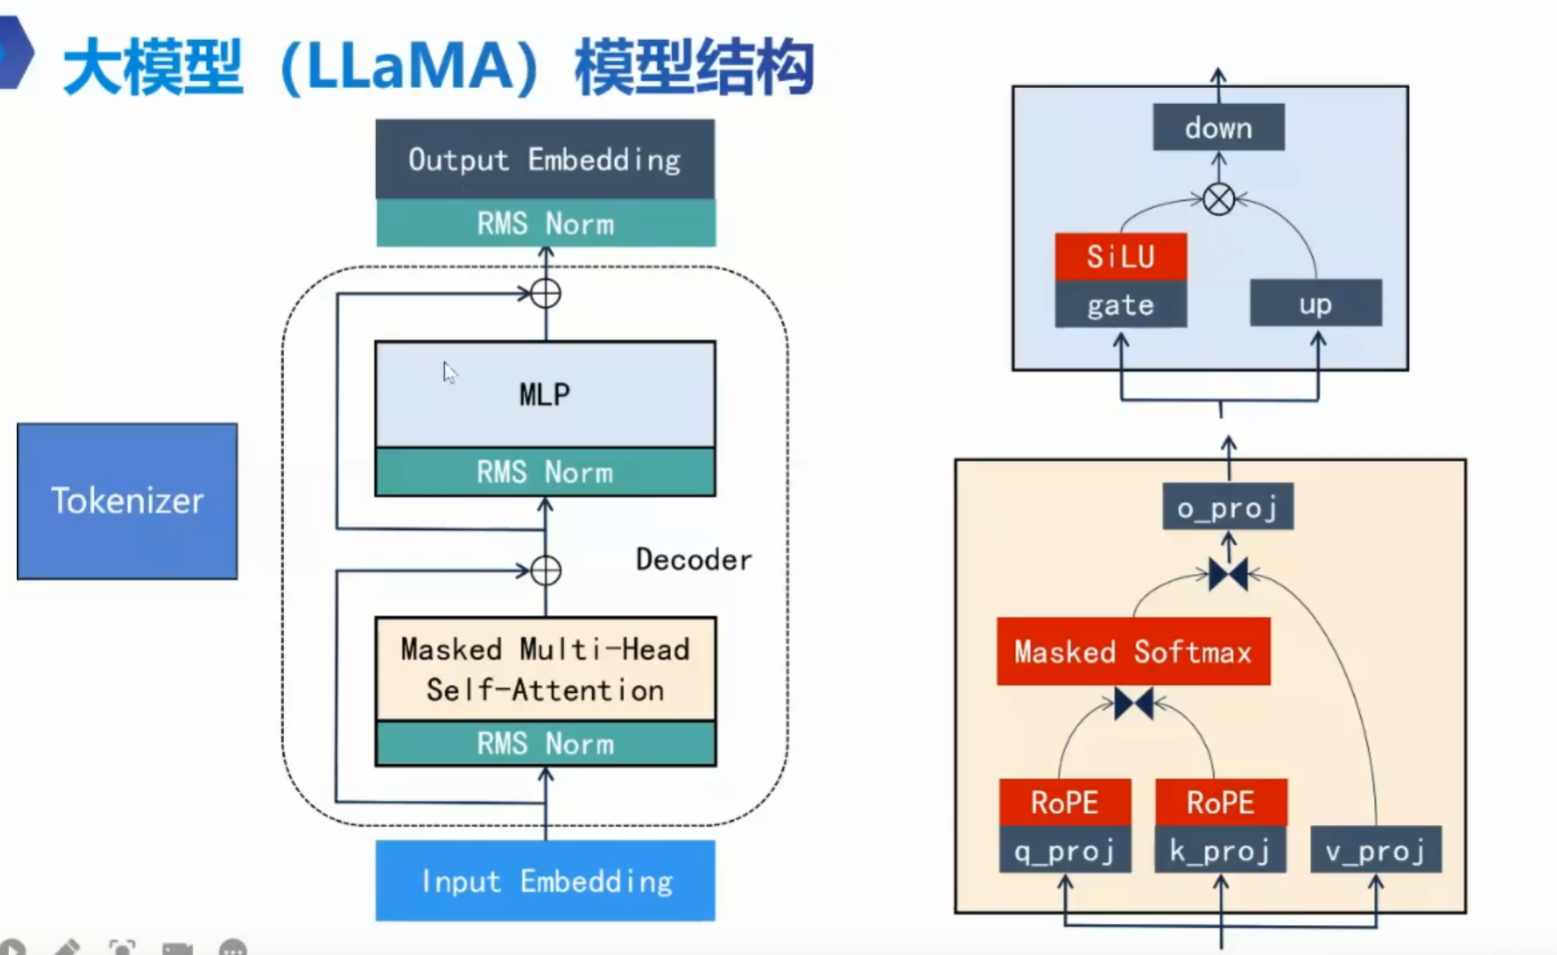 大模型（LLaMA）模型结构
Output Embedding
RMS Norm
MLP
RMS Norm
Tokenizer
Decoder
Masked Multi-Head
Self-Attention
RMS Norm
Input Embedding
down
SiLU
gate
up
o_proj
Masked Softmax
RoPE
RoPE
q_proj
k_proj
v_proj